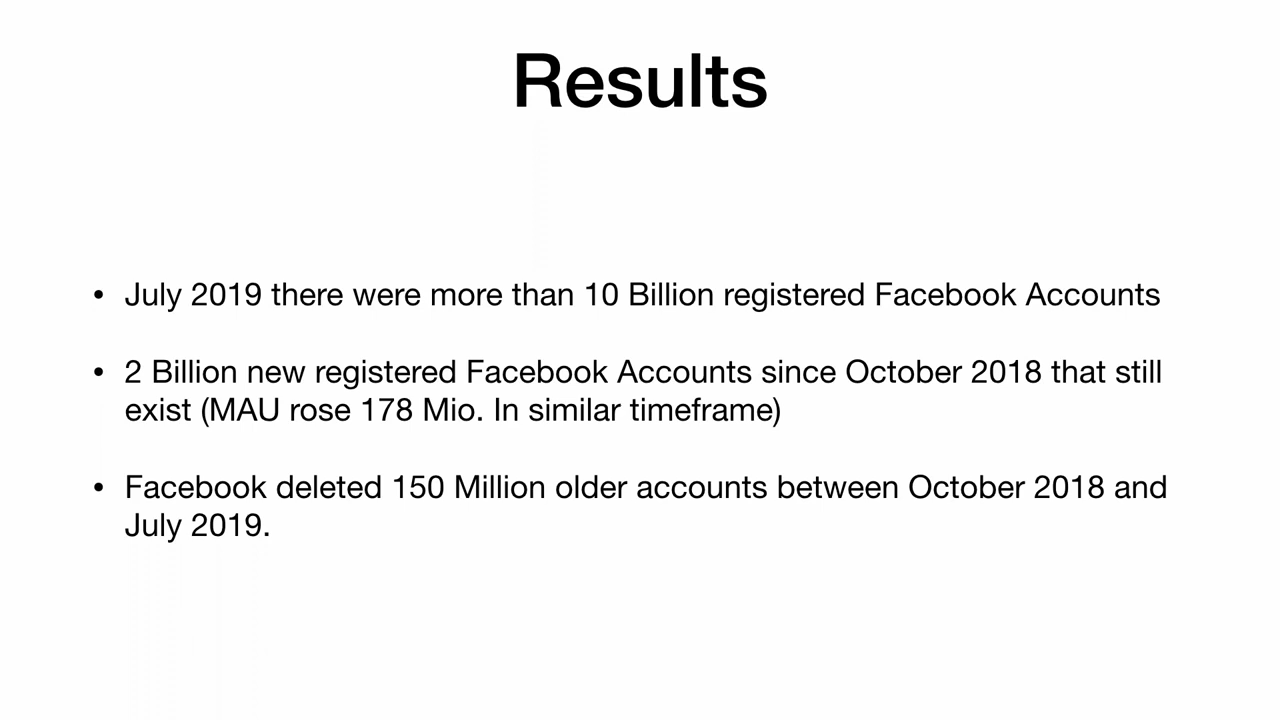 Results
• July 2019 there were more than 10 Billion registered Facebook Accounts
• 2 Billion new registered Facebook Accounts since October 2018 that still
exist (MAU rose 178 Mio. In similar timeframe)
• Facebook deleted 150 Million older accounts between October 2018 and
July 2019.